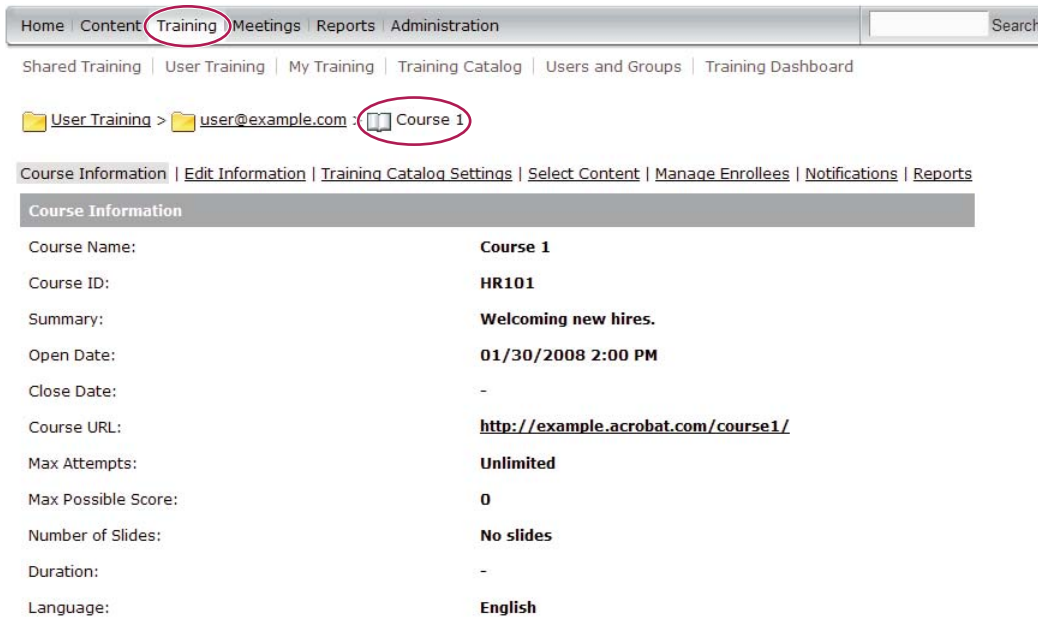 Home | Content | Training | Meetings | Reports | Administration Search
Shared Training | User Training | My Training | Training Catalog | Users and Groups | Training Dashboard
User Training > user@example.com > Course 1
Course Information | Edit Information | Training Catalog Settings | Select Content | Manage Enrollees | Notifications | Reports
Course Information
Course Name: Course 1
Course ID: HR101
Summary: Welcoming new hires.
Open Date: 01/30/2008 2:00 PM
Close Date: -
Course URL: http://example.acrobat.com/course1/
Max Attempts: Unlimited
Max Possible Score: 0
Number of Slides: No slides
Duration: -
Language: English